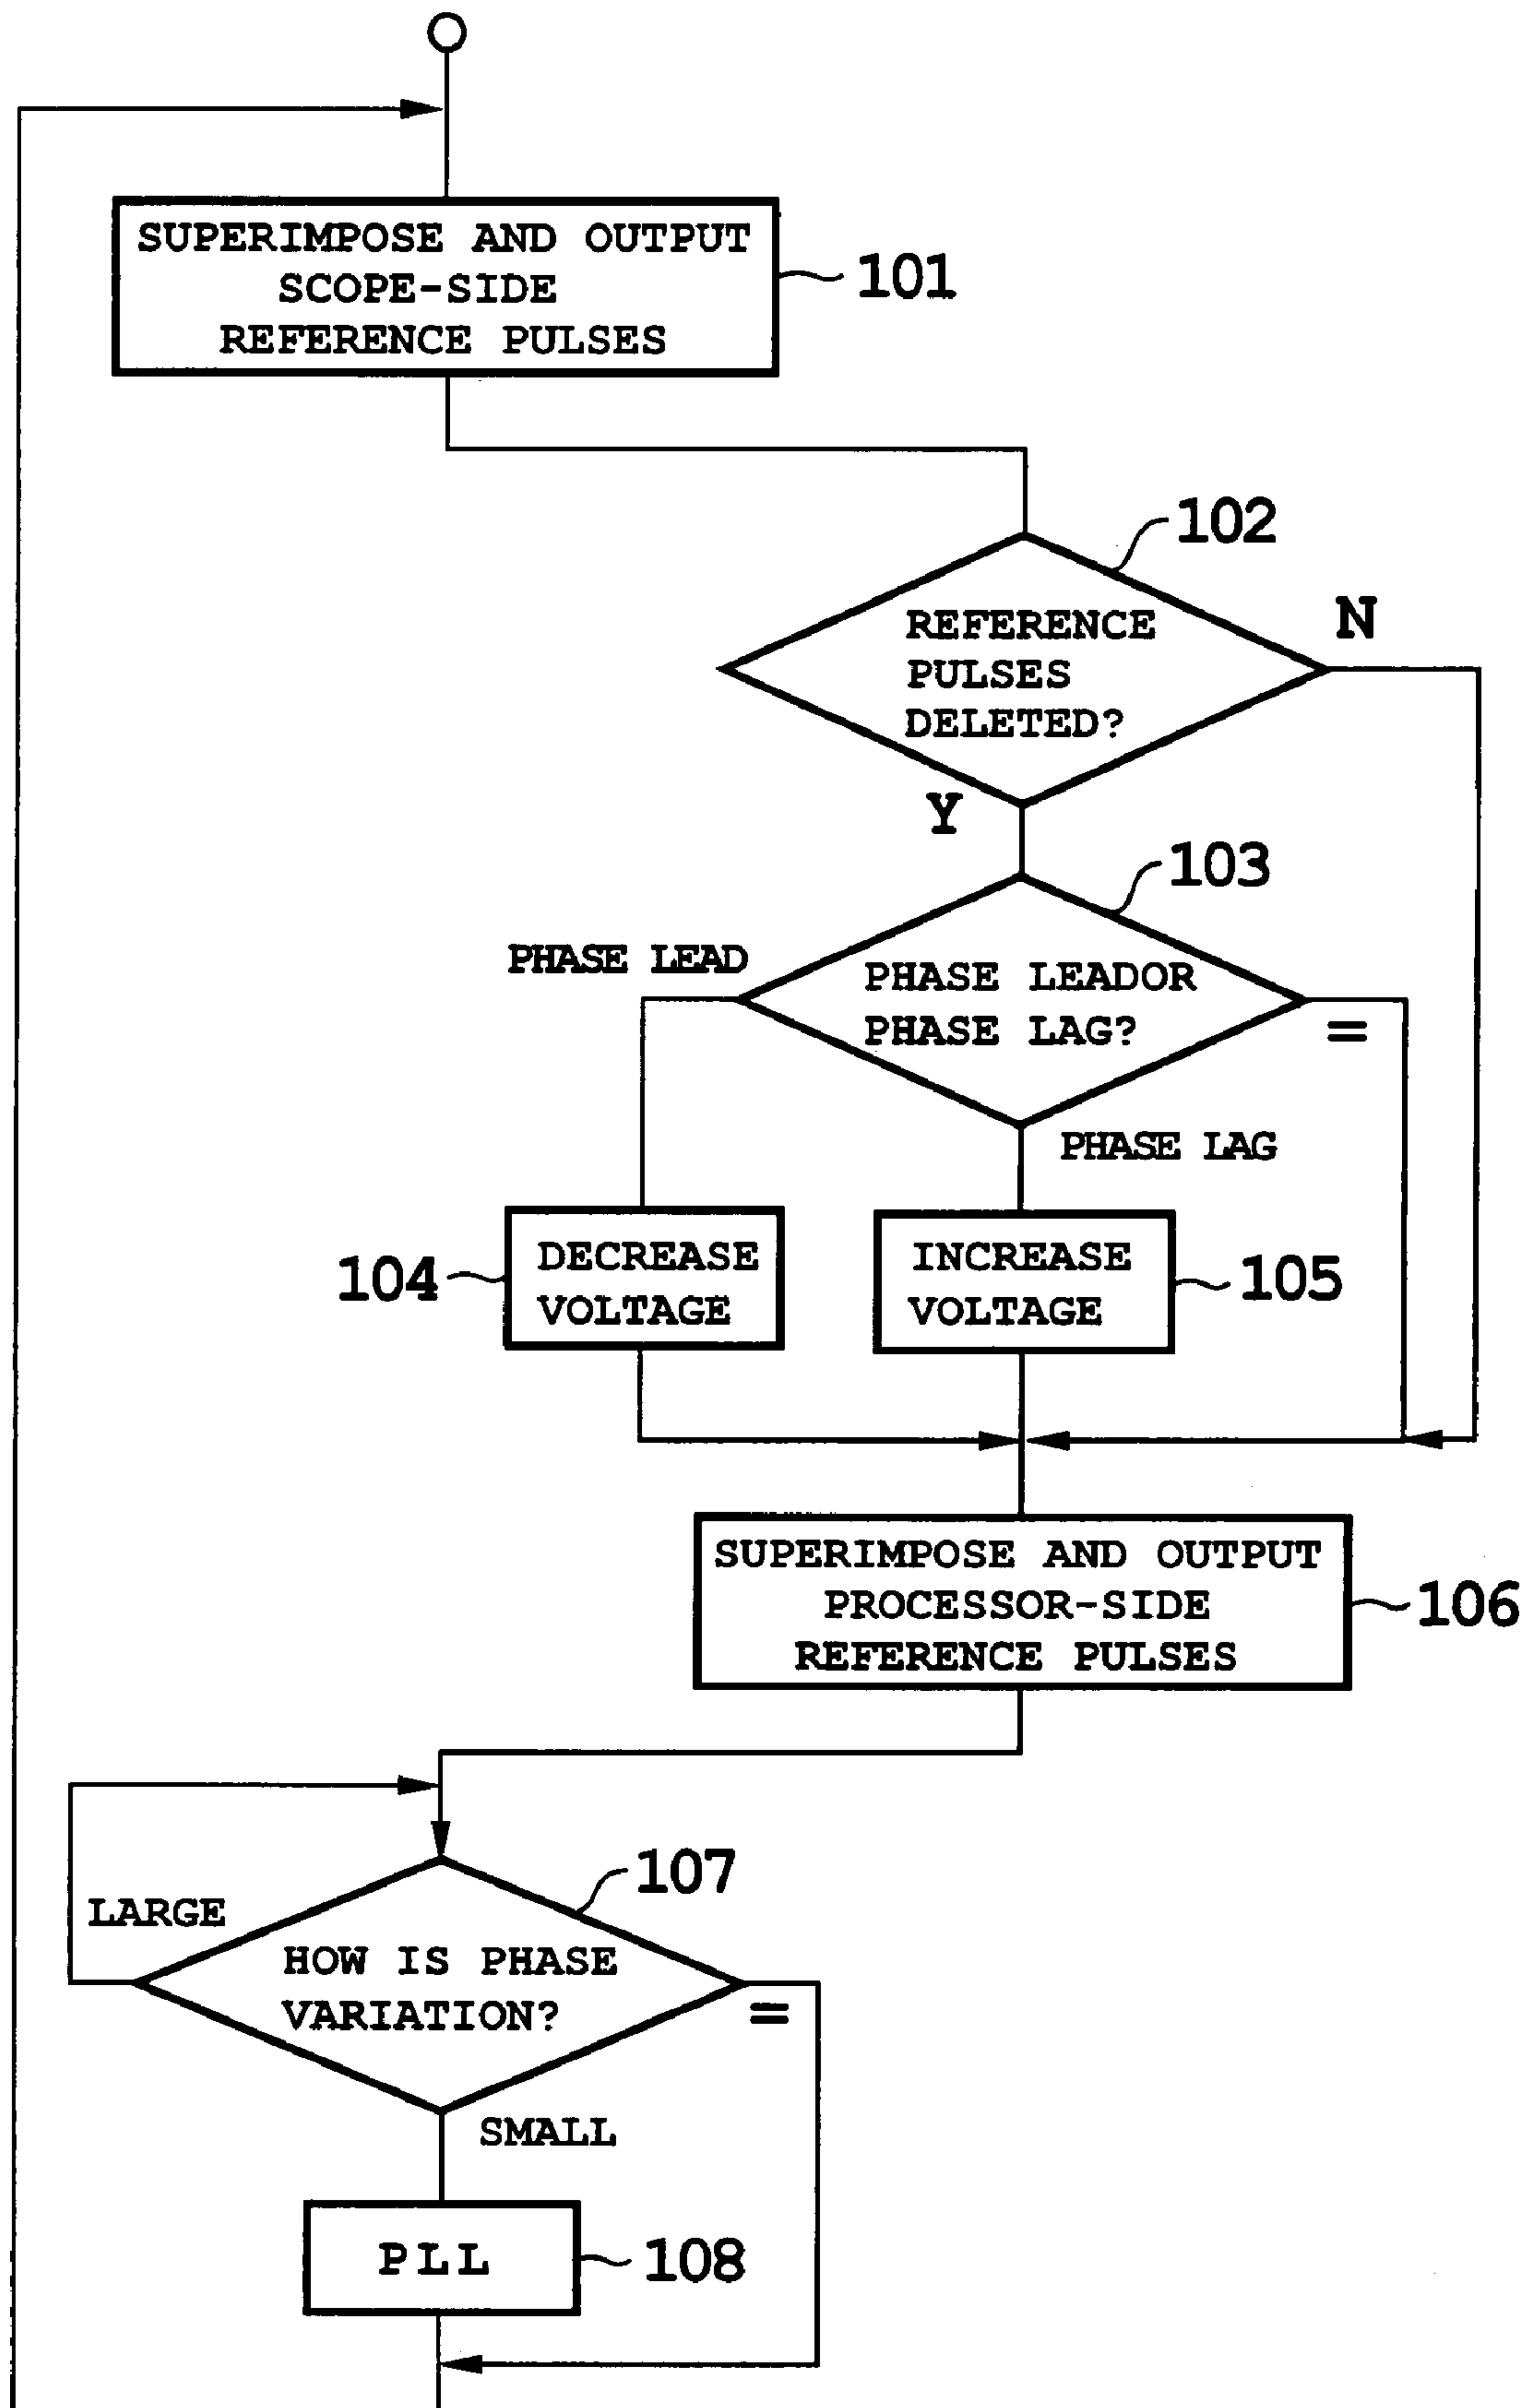 SUPERIMPOSE AND OUTPUT
SCOPE-SIDE
REFERENCE PULSES
101
102
REFERENCE
PULSES
DELETED?
N
Y
103
PHASE LEAD
PHASE LEADOR
PHASE LAG?
=
PHASE LAG
104
DECREASE
VOLTAGE
INCREASE
VOLTAGE
105
SUPERIMPOSE AND OUTPUT
PROCESSOR-SIDE
REFERENCE PULSES
106
107
LARGE
HOW IS PHASE
VARIATION?
=
SMALL
PLL
108